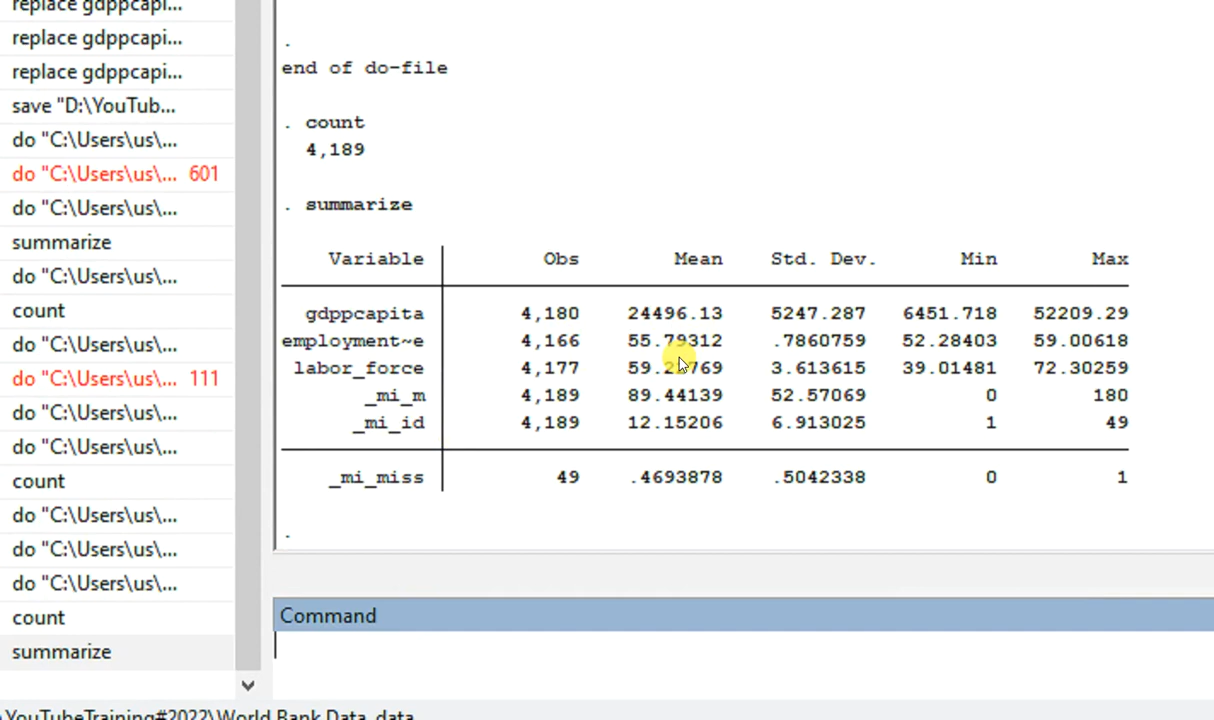 replace gdppcapi...
replace gdppcapi...
replace gdppcapi...
save "D:\YouTub...
do "C:\Users\us\...
do "C:\Users\us\... 601
do "C:\Users\us\...
summarize
do "C:\Users\us\...
count
do "C:\Users\us\...
do "C:\Users\us\... 111
do "C:\Users\us\...
do "C:\Users\us\...
count
do "C:\Users\us\...
do "C:\Users\us\...
do "C:\Users\us\...
count
summarize
.
end of do-file
. count
4,189
. summarize
Variable Obs Mean Std. Dev. Min Max
gdppcapita 4,180 24496.13 5247.287 6451.718 52209.29
employment~e 4,166 55.79312 .7860759 52.28403 59.00618
labor_force 4,177 3.613615 39.01481 72.30259
_mi_m 4,189 89.44139 52.57069 0 180
_mi_id 4,189 12.15206 6.913025 1 49
_mi_miss 49 .4693878 .5042338 0 1
.
Command
YouTubeTraining#2022\World Bank Data_data